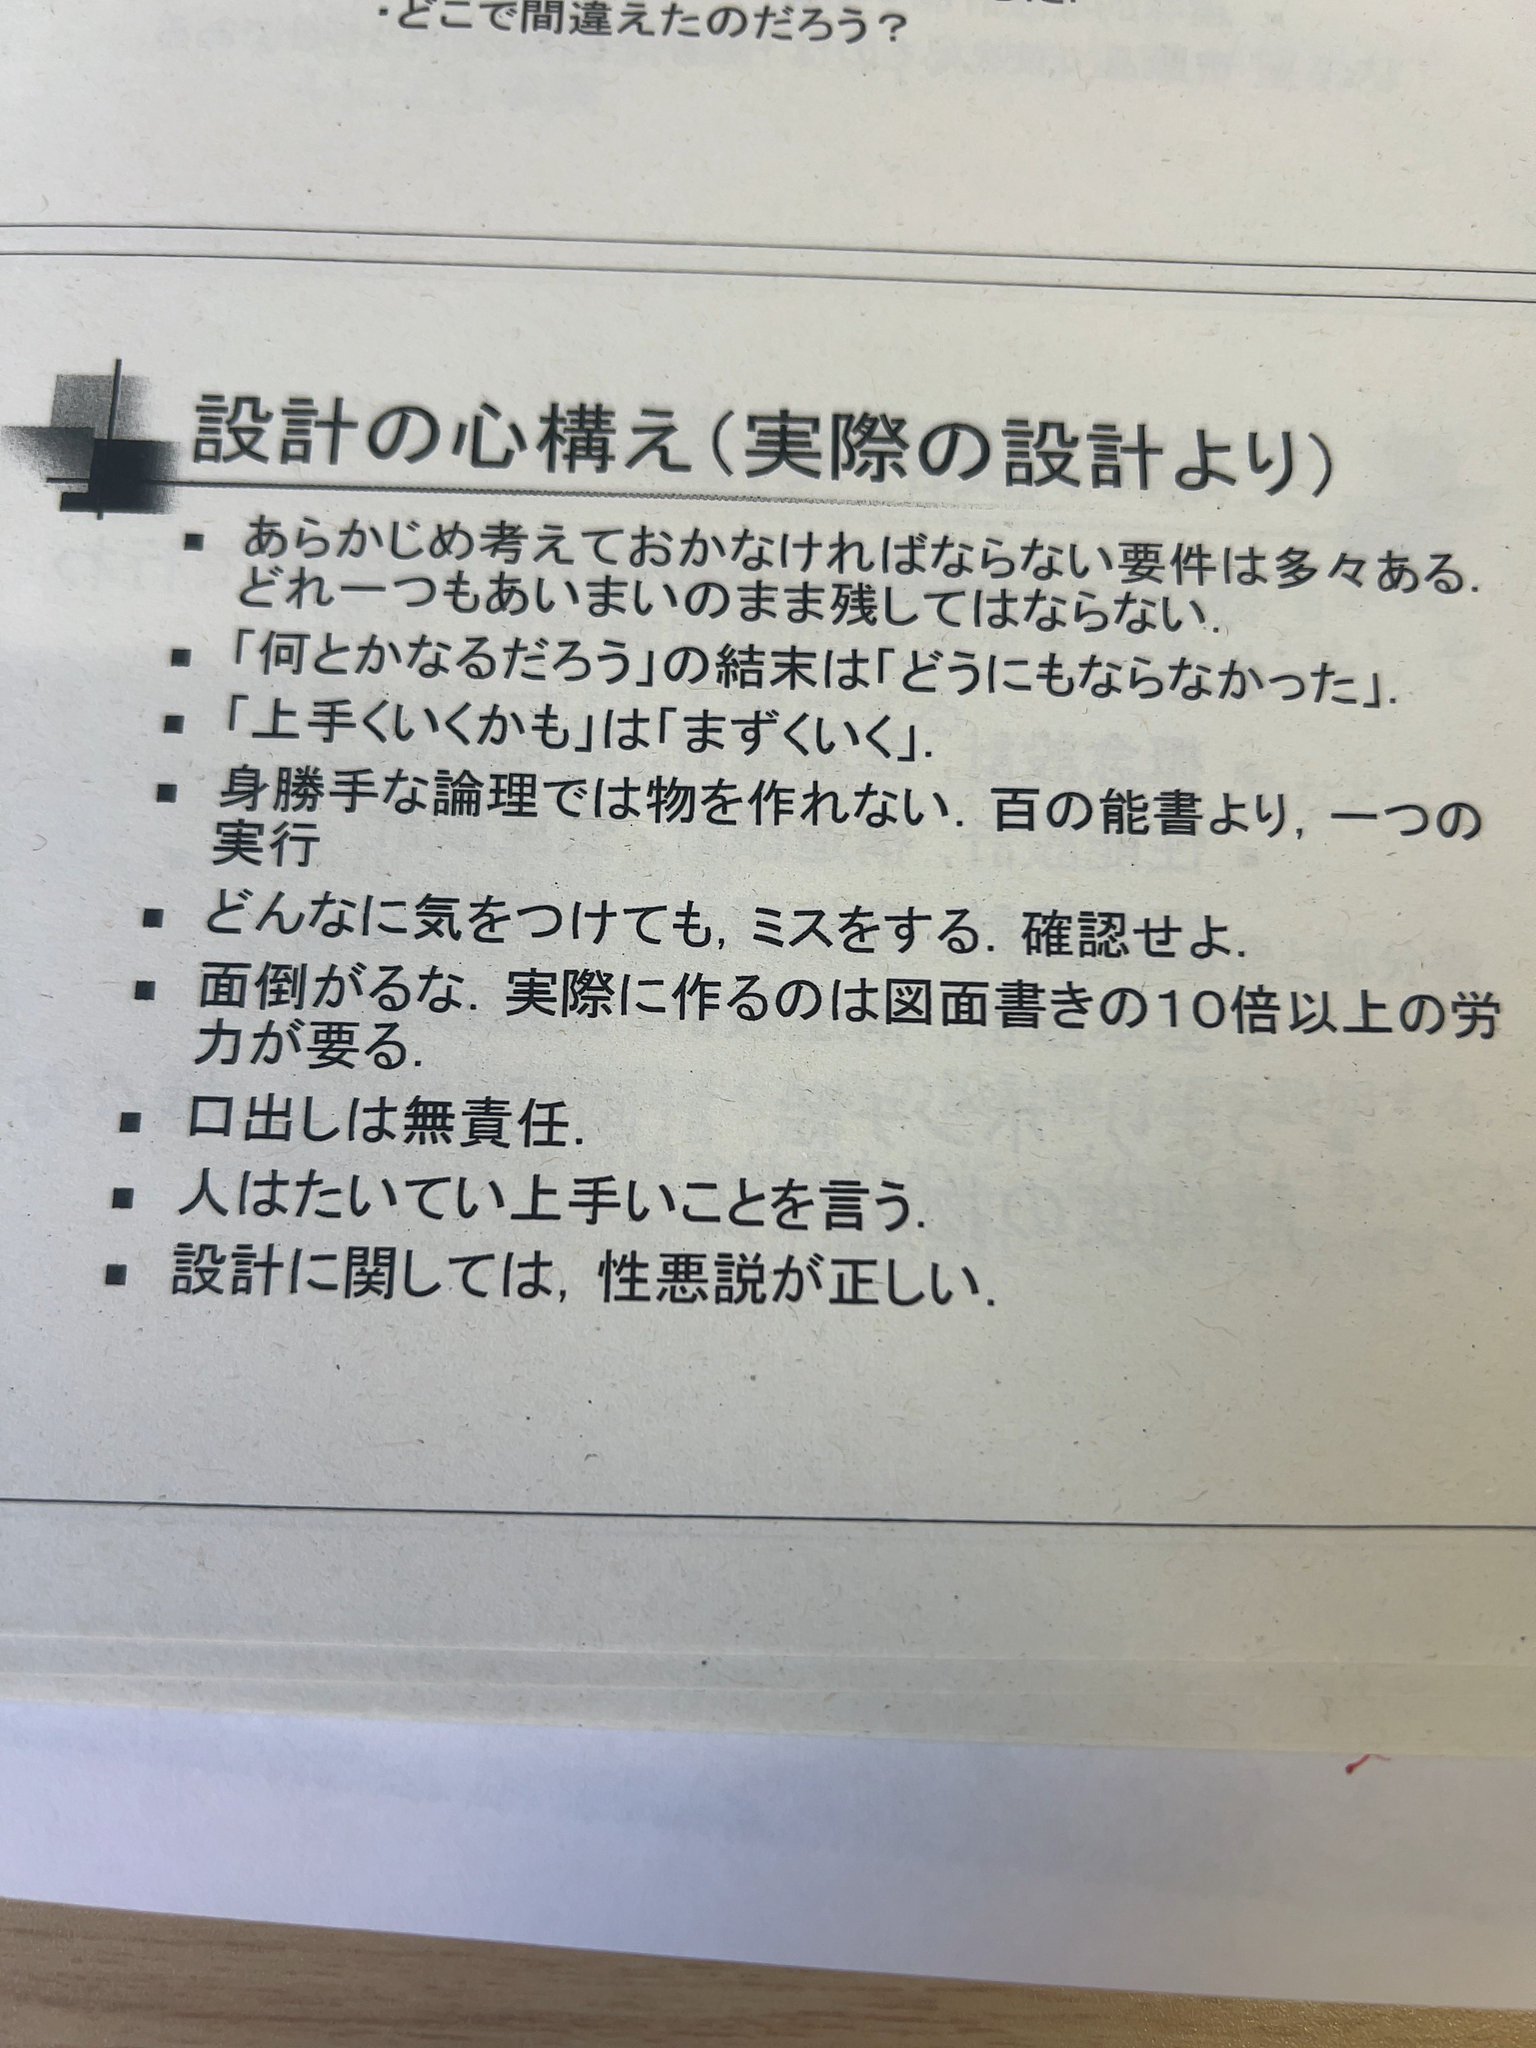 ・どこで間違えたのだろう？
設計の心構え（実際の設計より）
▪ あらかじめ考えておかなければならない要件は多々ある．
どれ一つもあいまいのまま残してはならない．
▪ 「何とかなるだろう」の結末は「どうにもならなかった」．
▪ 「上手くいくかも」は「まずくいく」．
▪ 身勝手な論理では物を作れない．百の能書より，一つの
実行
▪ どんなに気をつけても，ミスをする．確認せよ．
▪ 面倒がるな．実際に作るのは図面書きの１０倍以上の労
力が要る．
▪ 口出しは無責任．
▪ 人はたいてい上手いことを言う．
▪ 設計に関しては，性悪説が正しい．